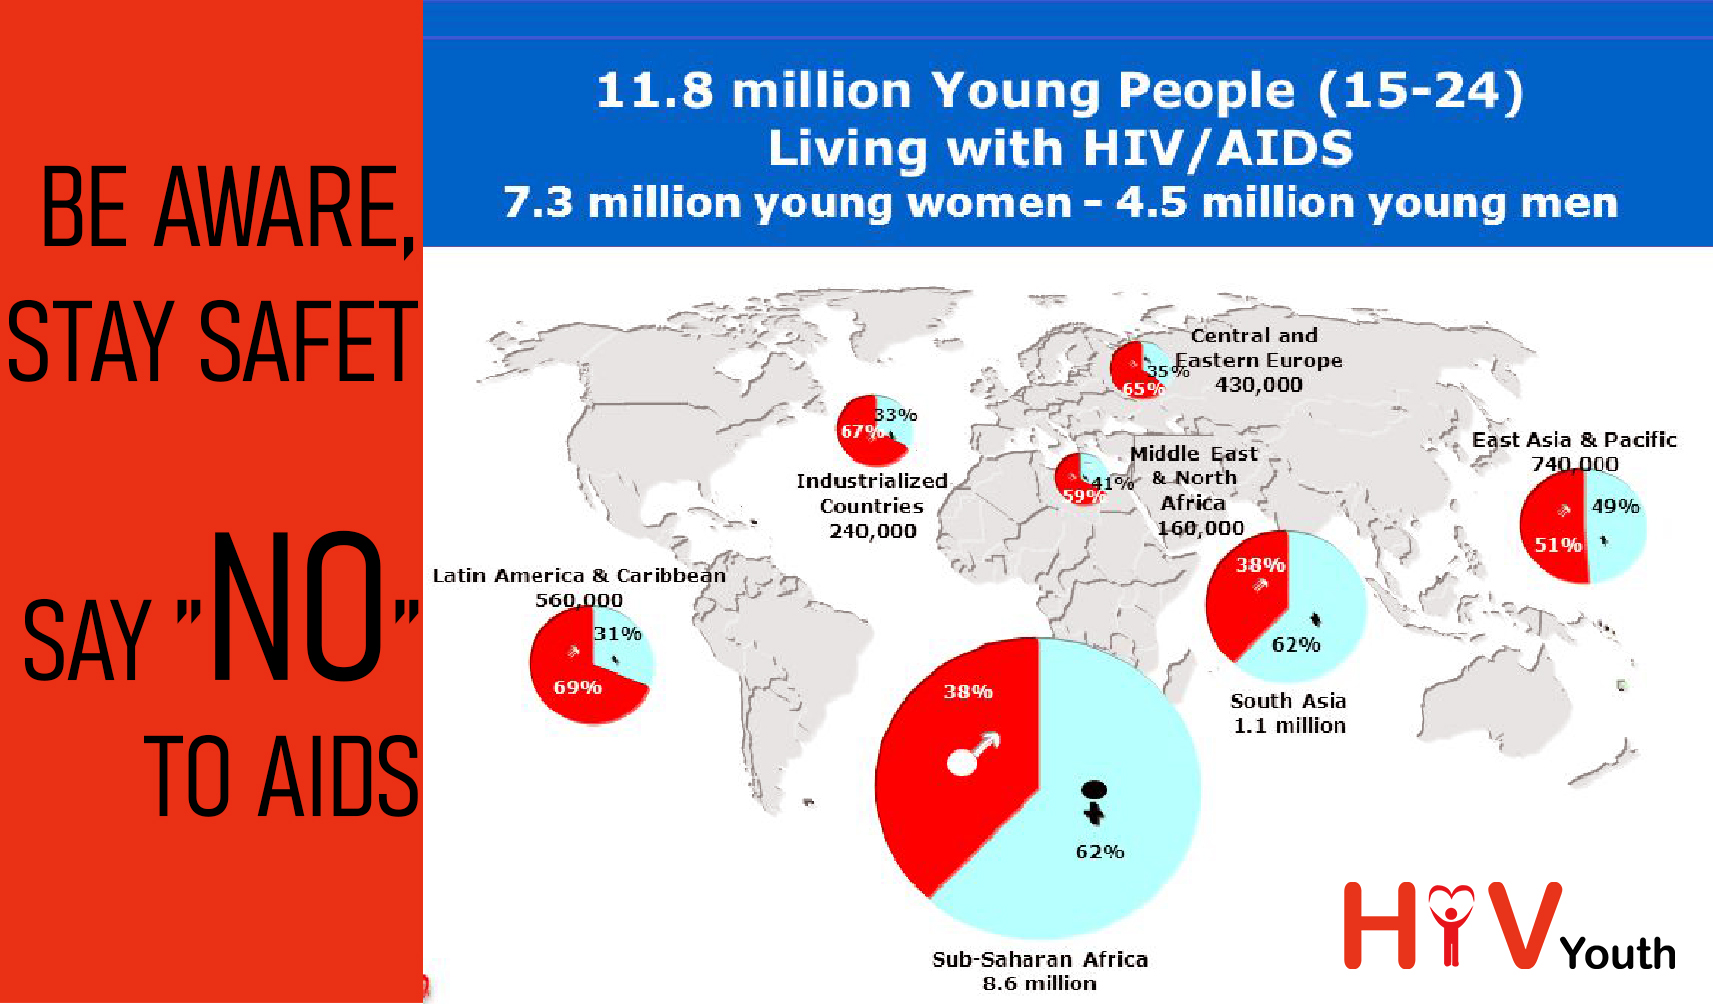 BE AWARE,
STAY SAFET
SAY "NO"
TO AIDS
11.8 million Young People (15-24)
Living with HIV/AIDS
7.3 million young women - 4.5 million young men
Central and
Eastern Europe
430,000
35%
65%
33%
67%
Industrialized
Countries
240,000
Middle East
& North
Africa
160,000
41%
59%
East Asia & Pacific
740,000
49%
51%
Latin America & Caribbean
560,000
31%
69%
38%
62%
South Asia
1.1 million
38%
62%
Sub-Saharan Africa
8.6 million
HIV Youth